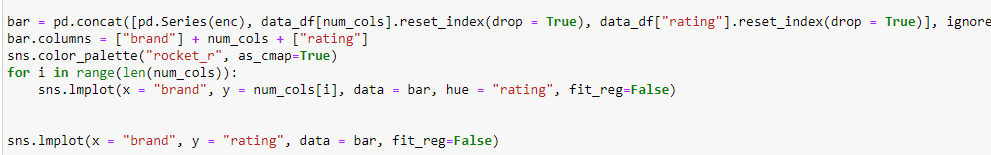 bar = pd.concat([pd.Series(enc), data_df[num_cols].reset_index(drop = True), data_df["rating"].reset_index(drop = True)], ignore
bar.columns = ["brand"] + num_cols + ["rating"]
sns.color_palette("rocket_r", as_cmap=True)
for i in range(len(num_cols)):
    sns.lmplot(x = "brand", y = num_cols[i], data = bar, hue = "rating", fit_reg=False)
sns.lmplot(x = "brand", y = "rating", data = bar, fit_reg=False)